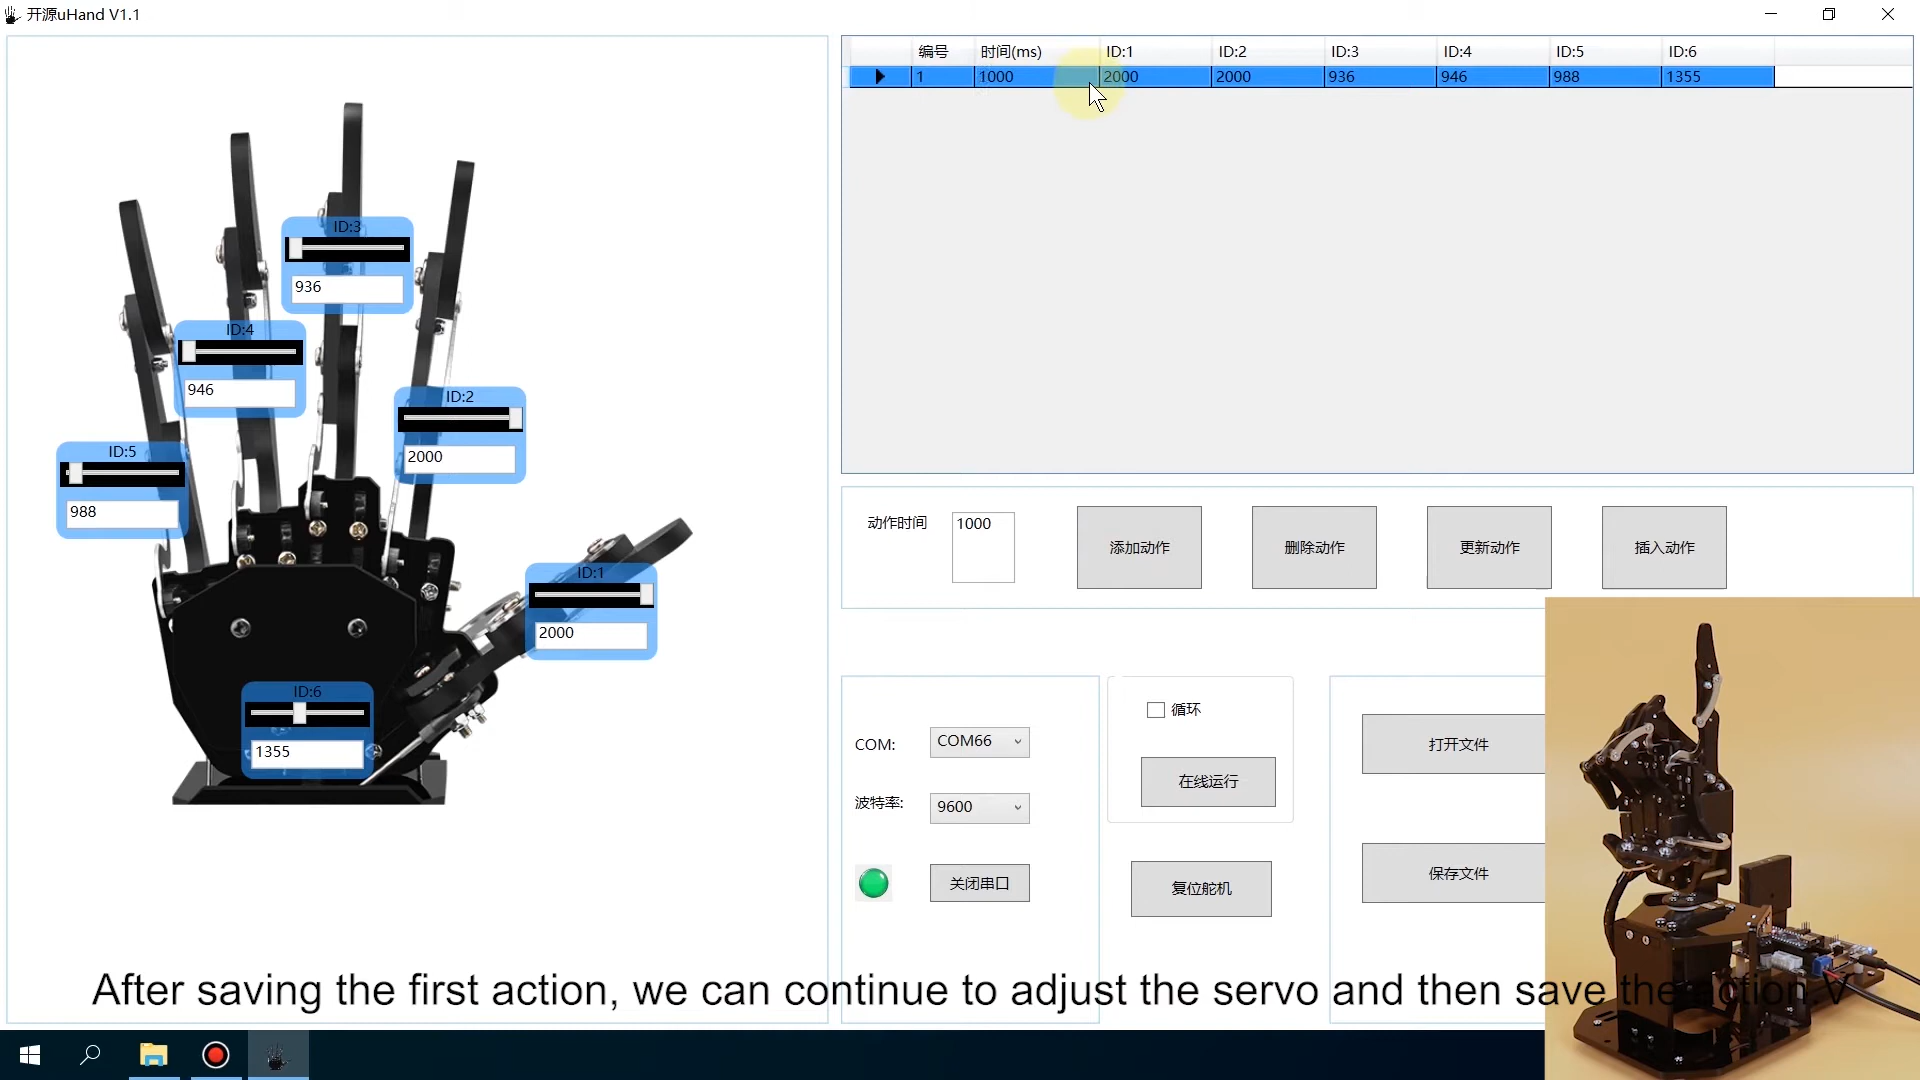 开源uHand V1.1
编号 时间(ms) ID:1 ID:2 ID:3 ID:4 ID:5 ID:6
1 1000 2000 2000 936 946 988 1355
ID:3
936
ID:4
946
ID:2
2000
ID:5
988
ID:1
2000
ID:6
1355
动作时间 1000 添加动作 删除动作 更新动作 插入动作
COM: COM66
波特率: 9600
关闭串口
循环
在线运行
复位舵机
打开文件
保存文件
After saving the first action, we can continue to adjust the servo and then save the action.V